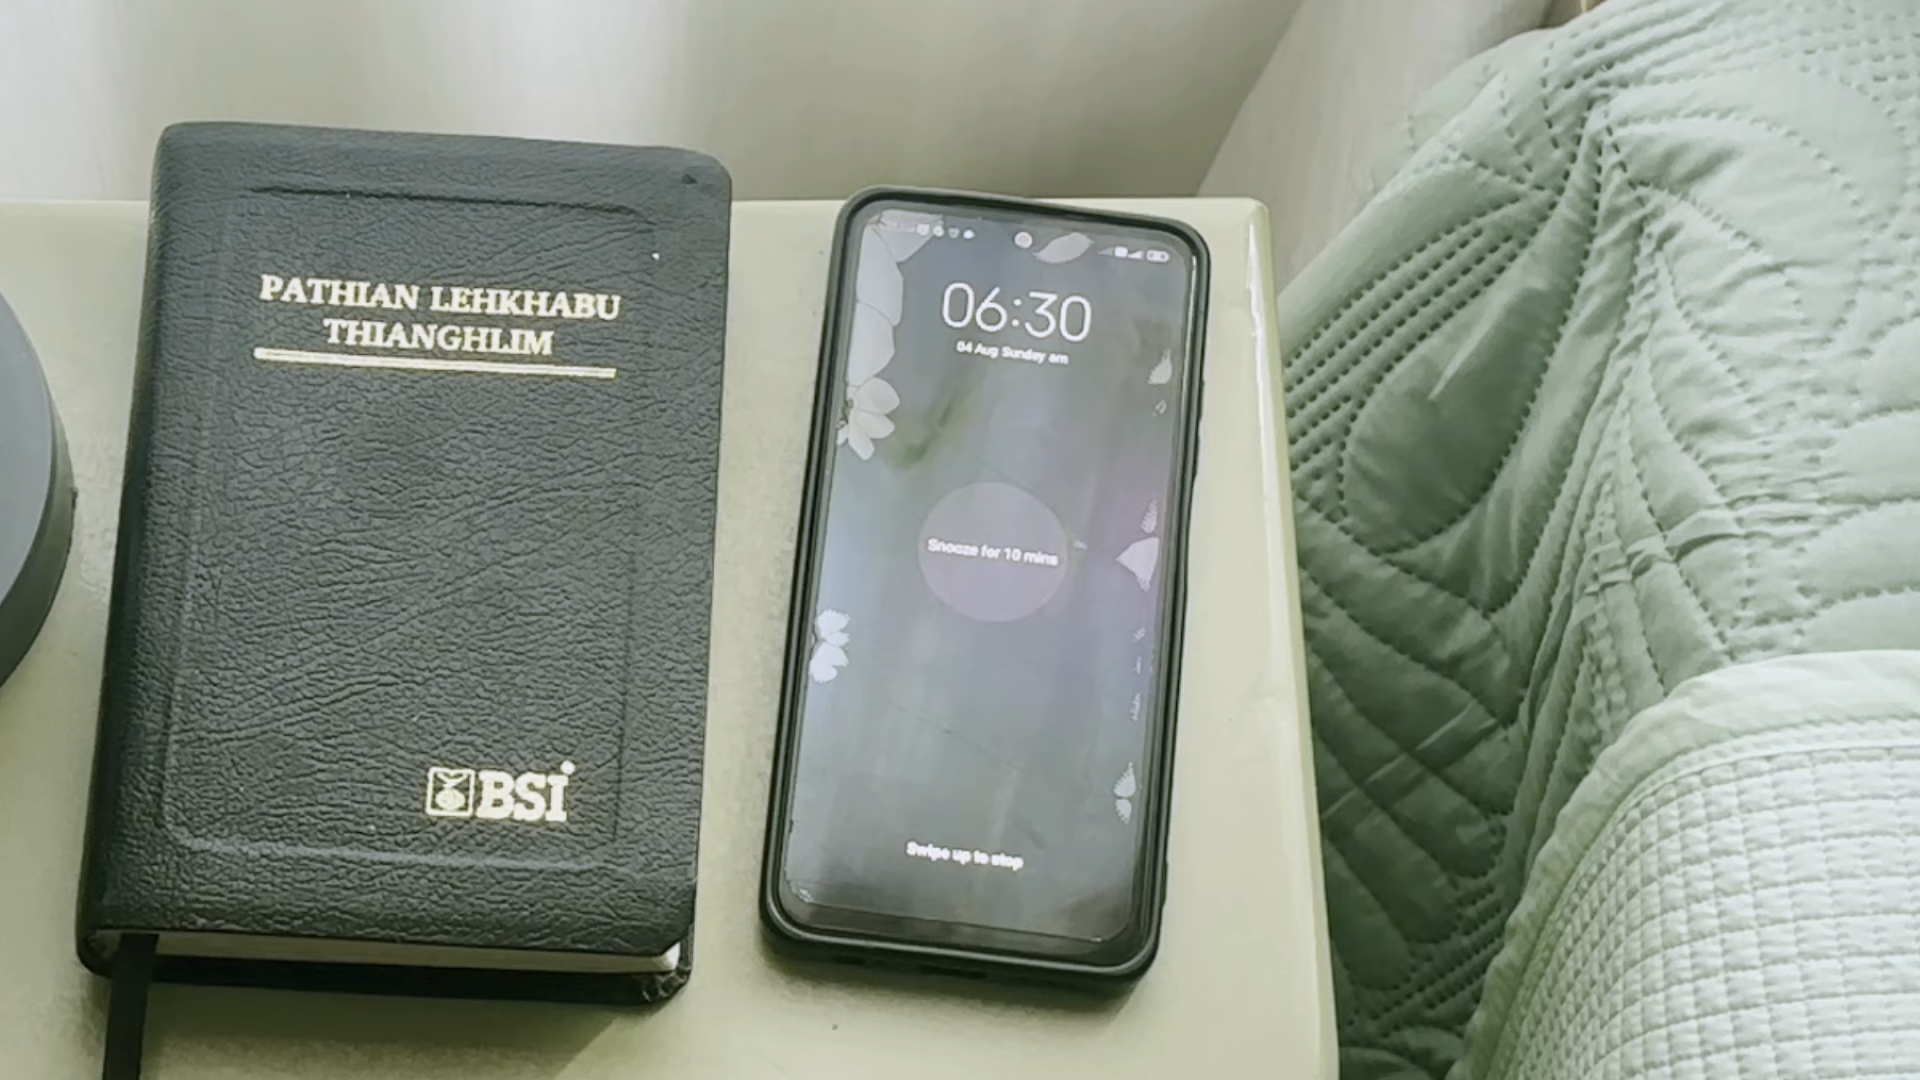 PATHIAN LEHKHABU
THIANGHLIM
BSI
06:30
04 Aug Sunday am
Snooze for 10 mins
Swipe up to stop